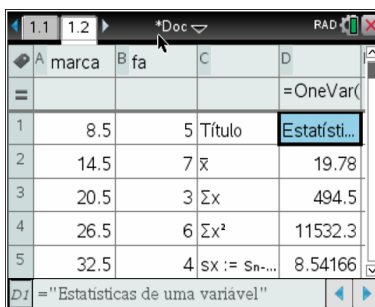 1.1 1.2 *Doc RAD
A marca B fa C D
= =OneVar(
1 8.5 5 Título Estatísti...
2 14.5 7 x̄ 19.78
3 20.5 3 Σx 494.5
4 26.5 6 Σx² 11532.3
5 32.5 4 sx := sₙ-... 8.54166
D1 ="Estatísticas de uma variável"